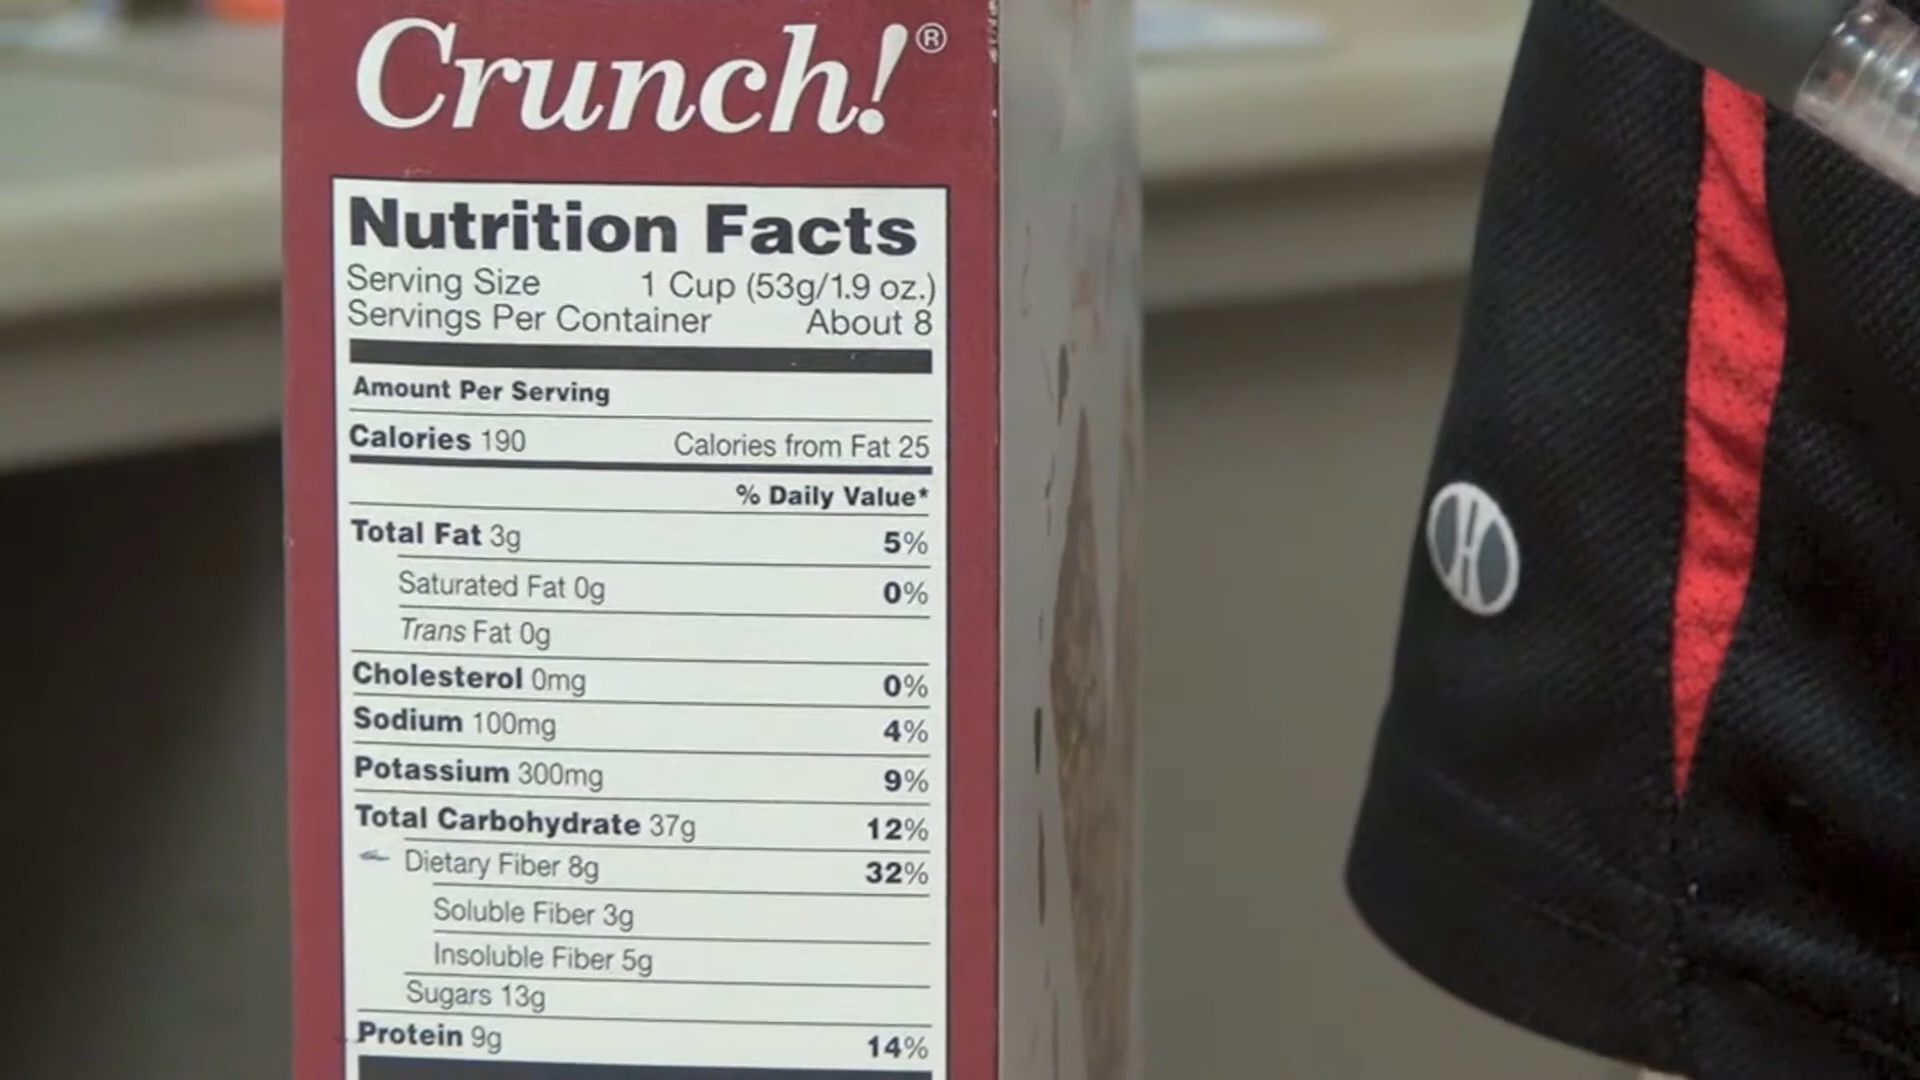 Crunch!®
Nutrition Facts
Serving Size 1 Cup (53g/1.9 oz.)
Servings Per Container About 8
Amount Per Serving
Calories 190 Calories from Fat 25
% Daily Value*
Total Fat 3g 5%
Saturated Fat 0g 0%
Trans Fat 0g
Cholesterol 0mg 0%
Sodium 100mg 4%
Potassium 300mg 9%
Total Carbohydrate 37g 12%
Dietary Fiber 8g 32%
Soluble Fiber 3g
Insoluble Fiber 5g
Sugars 13g
Protein 9g 14%